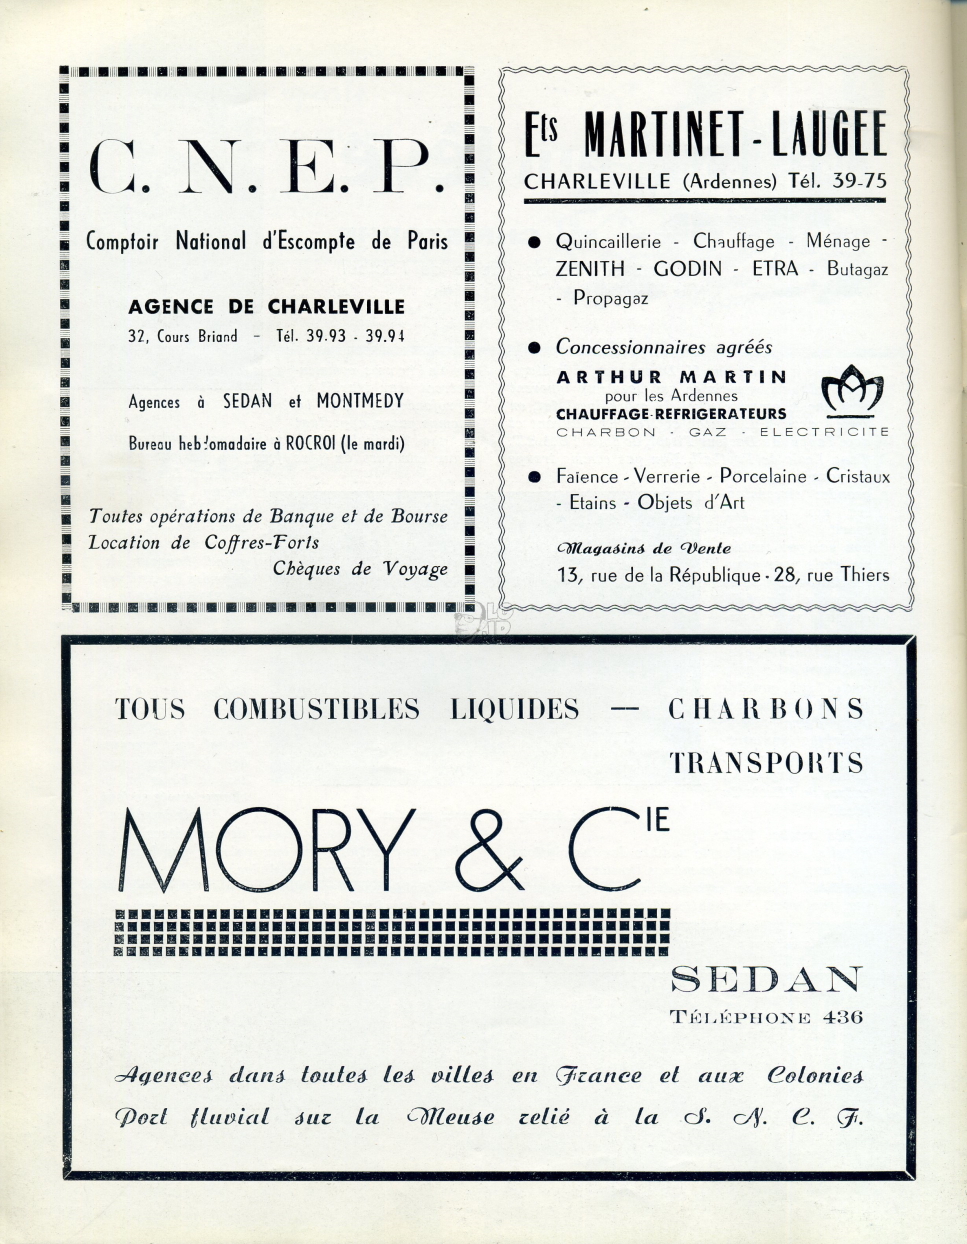 C. N. E. P.
Comptoir National d'Escompte de Paris
AGENCE DE CHARLEVILLE
32, Cours Briand – Tél. 39.93 - 39.94
Agences à SEDAN et MONTMEDY
Bureau hebdomadaire à ROCROI (le mardi)
Toutes opérations de Banque et de Bourse
Location de Coffres-Forts
Chèques de Voyage
Ets MARTINET - LAUGEE
CHARLEVILLE (Ardennes) Tél. 39-75
● Quincaillerie - Chauffage - Ménage -
ZENITH - GODIN - ETRA - Butagaz
- Propagaz
● Concessionnaires agréés
ARTHUR MARTIN
pour les Ardennes
CHAUFFAGE-REFRIGERATEURS
CHARBON - GAZ - ELECTRICITE
● Faïence - Verrerie - Porcelaine - Cristaux
- Etains - Objets d'Art
Magasins de Vente
13, rue de la République - 28, rue Thiers
TOUS COMBUSTIBLES LIQUIDES — CHARBONS
TRANSPORTS
MORY & CIE
SEDAN
TÉLÉPHONE 436
Agences dans toutes les villes en France et aux Colonies
Port fluvial sur la Meuse relié à la S. N. C. F.